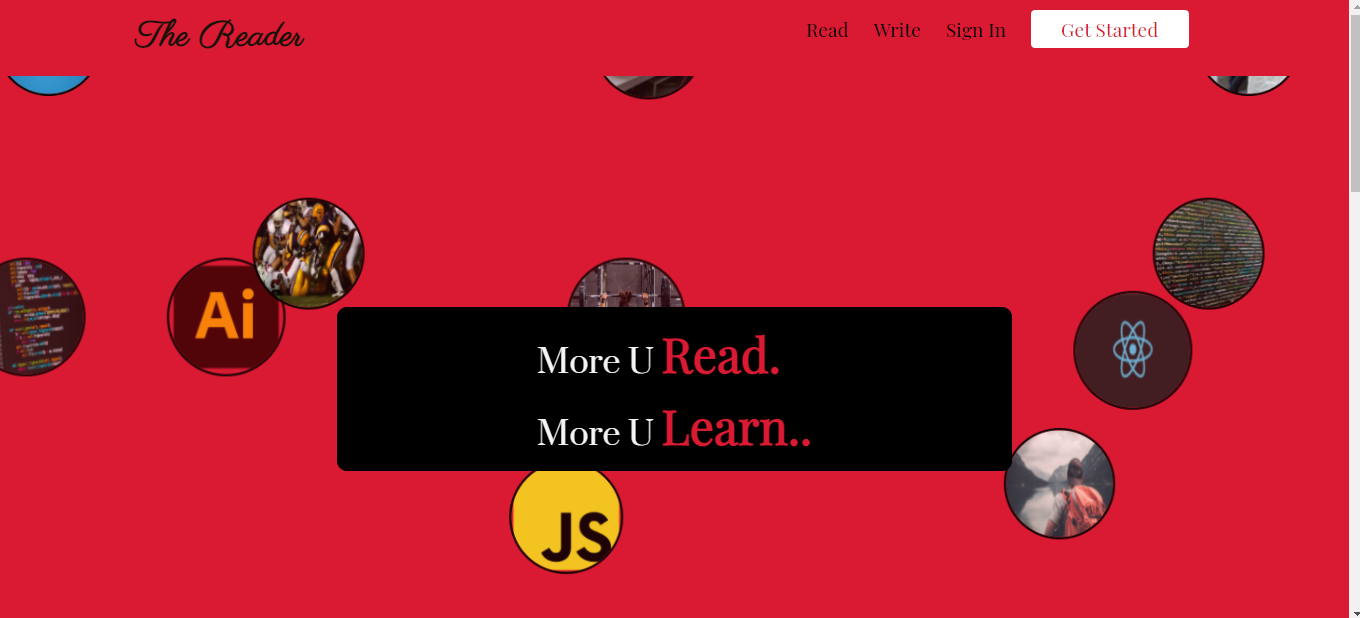 The Reader
Read Write Sign In Get Started
Ai
More U Read.
More U Learn..
JS